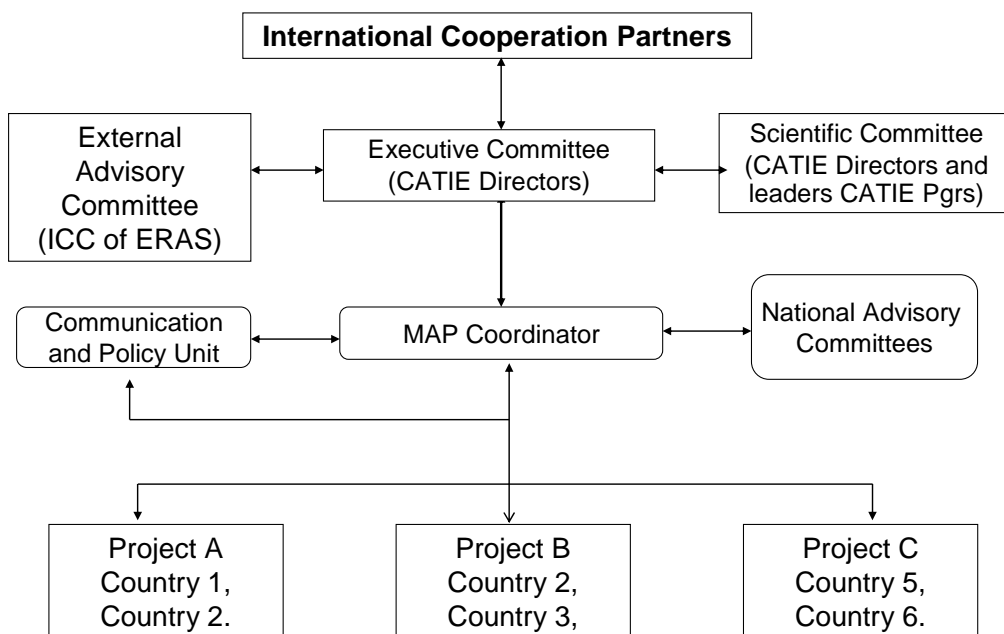 International Cooperation Partners
External
Advisory
Committee
(ICC of ERAS)
Executive Committee
(CATIE Directors)
Scientific Committee
(CATIE Directors and
leaders CATIE Pgrs)
Communication
and Policy Unit
MAP Coordinator
National Advisory
Committees
Project A
Country 1,
Country 2.
Project B
Country 2,
Country 3,
Project C
Country 5,
Country 6.